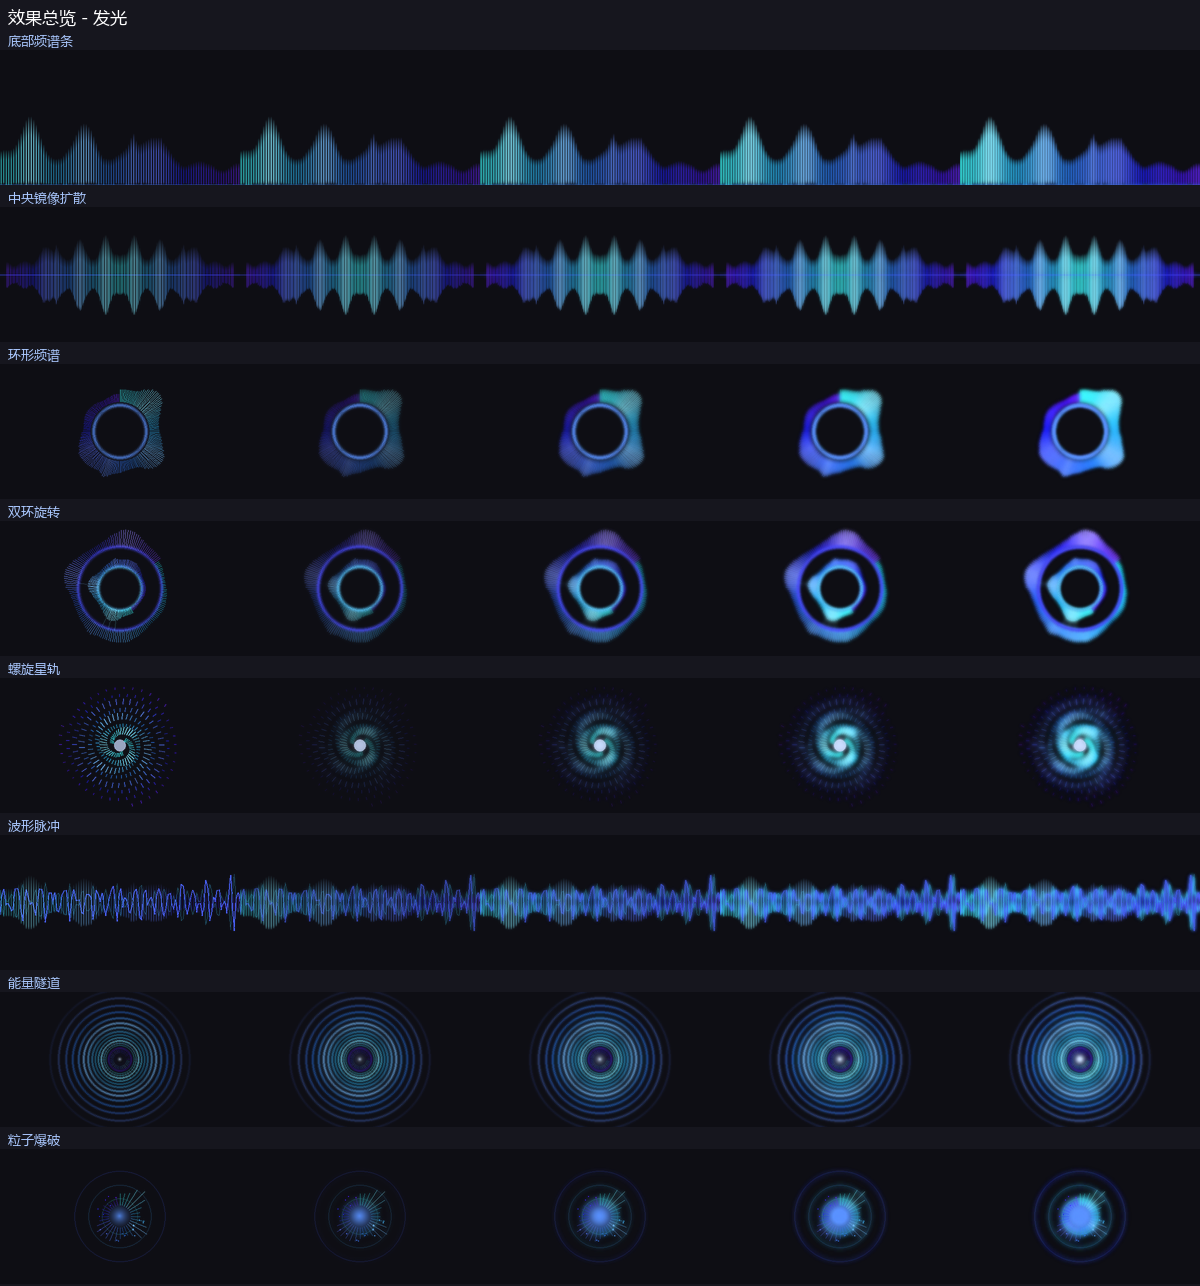 效果总览 - 发光
底部频谱条
中央镜像扩散
环形频谱
双环旋转
螺旋星轨
波形脉冲
能量隧道
粒子爆破